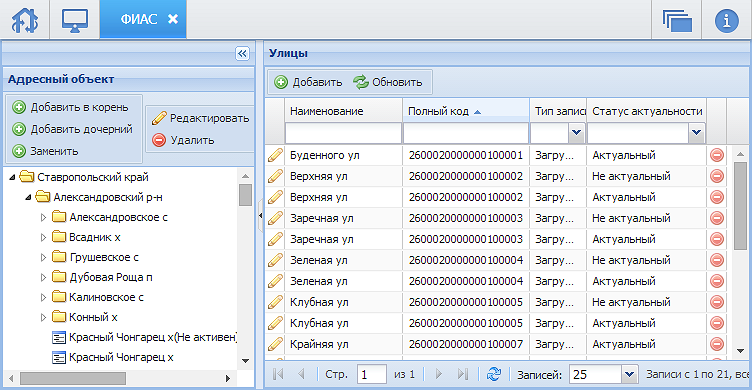 ФИАС
Адресный объект
Добавить в корень
Добавить дочерний
Заменить
Редактировать
Удалить
Ставропольский край
Александровский р-н
Александровское с
Всадник х
Грушевское с
Дубовая Роща п
Калиновское с
Конный х
Красный Чонгарец х(Не активен)
Красный Чонгарец х
Улицы
Добавить Обновить
Наименование Полный код Тип записи Статус актуальности
Буденного ул 2600020000000100001 Загру... Актуальный
Верхняя ул 2600020000000100002 Загру... Не актуальный
Верхняя ул 2600020000000100002 Загру... Актуальный
Заречная ул 2600020000000100003 Загру... Не актуальный
Заречная ул 2600020000000100003 Загру... Актуальный
Зеленая ул 2600020000000100004 Загру... Не актуальный
Зеленая ул 2600020000000100004 Загру... Актуальный
Клубная ул 2600020000000100005 Загру... Не актуальный
Клубная ул 2600020000000100005 Загру... Актуальный
Крайняя ул 2600020000000100007 Загру... Актуальный
Стр. 1 из 1 Записей: 25 Записи с 1 по 21, все